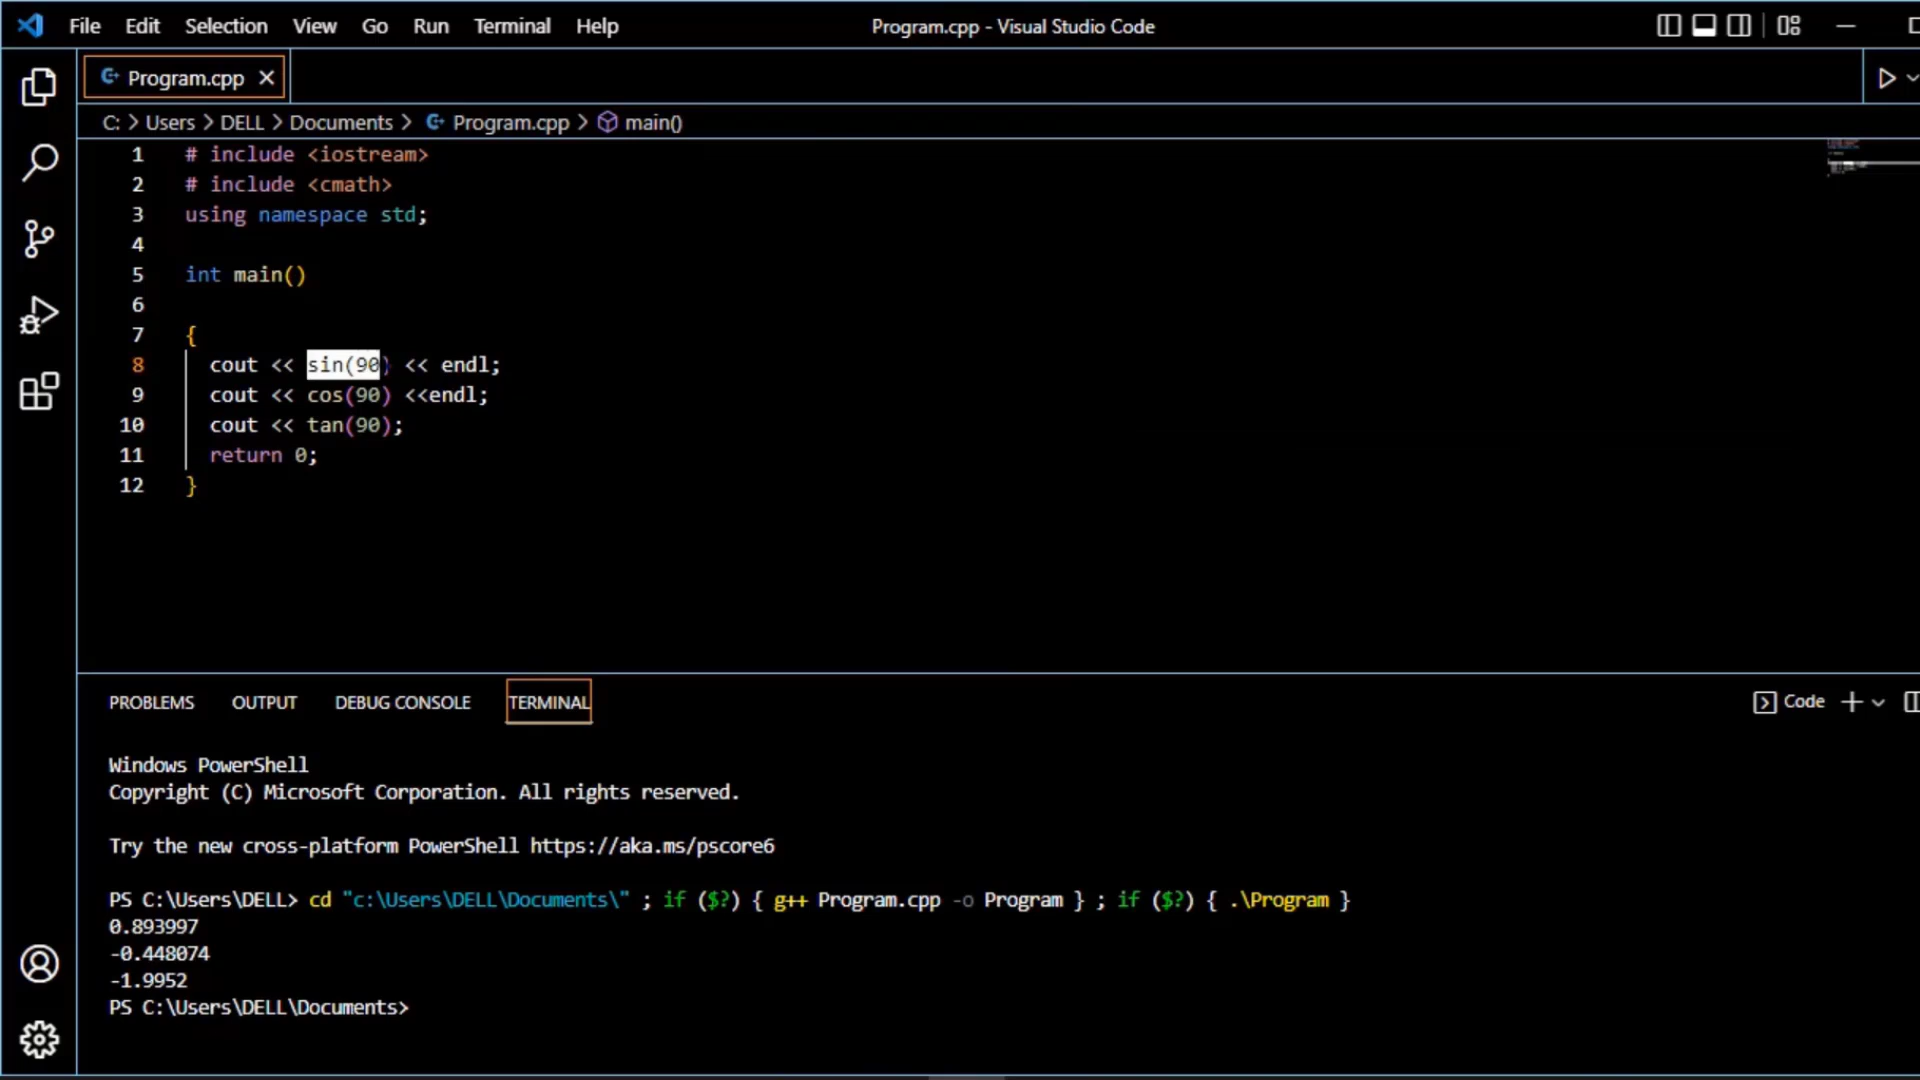 File Edit Selection View Go Run Terminal Help Program.cpp - Visual Studio Code
Program.cpp
C: > Users > DELL > Documents > Program.cpp > main()
1 # include <iostream>
2 # include <cmath>
3 using namespace std;
4
5 int main()
6
7 {
8 cout << sin(90) << endl;
9 cout << cos(90) <<endl;
10 cout << tan(90);
11 return 0;
12 }
PROBLEMS OUTPUT DEBUG CONSOLE TERMINAL Code
Windows PowerShell
Copyright (C) Microsoft Corporation. All rights reserved.
Try the new cross-platform PowerShell https://aka.ms/pscore6
PS C:\Users\DELL> cd "c:\Users\DELL\Documents\" ; if ($?) { g++ Program.cpp -o Program } ; if ($?) { .\Program }
0.893997
-0.448074
-1.9952
PS C:\Users\DELL\Documents>